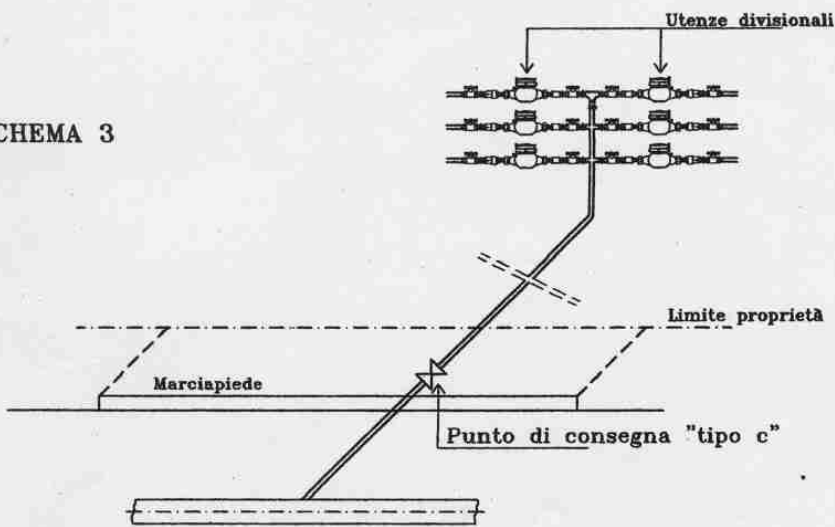 Utenze divisionali
CHEMA 3
Limite proprietà
Marciapiede
Punto di consegna "tipo c"